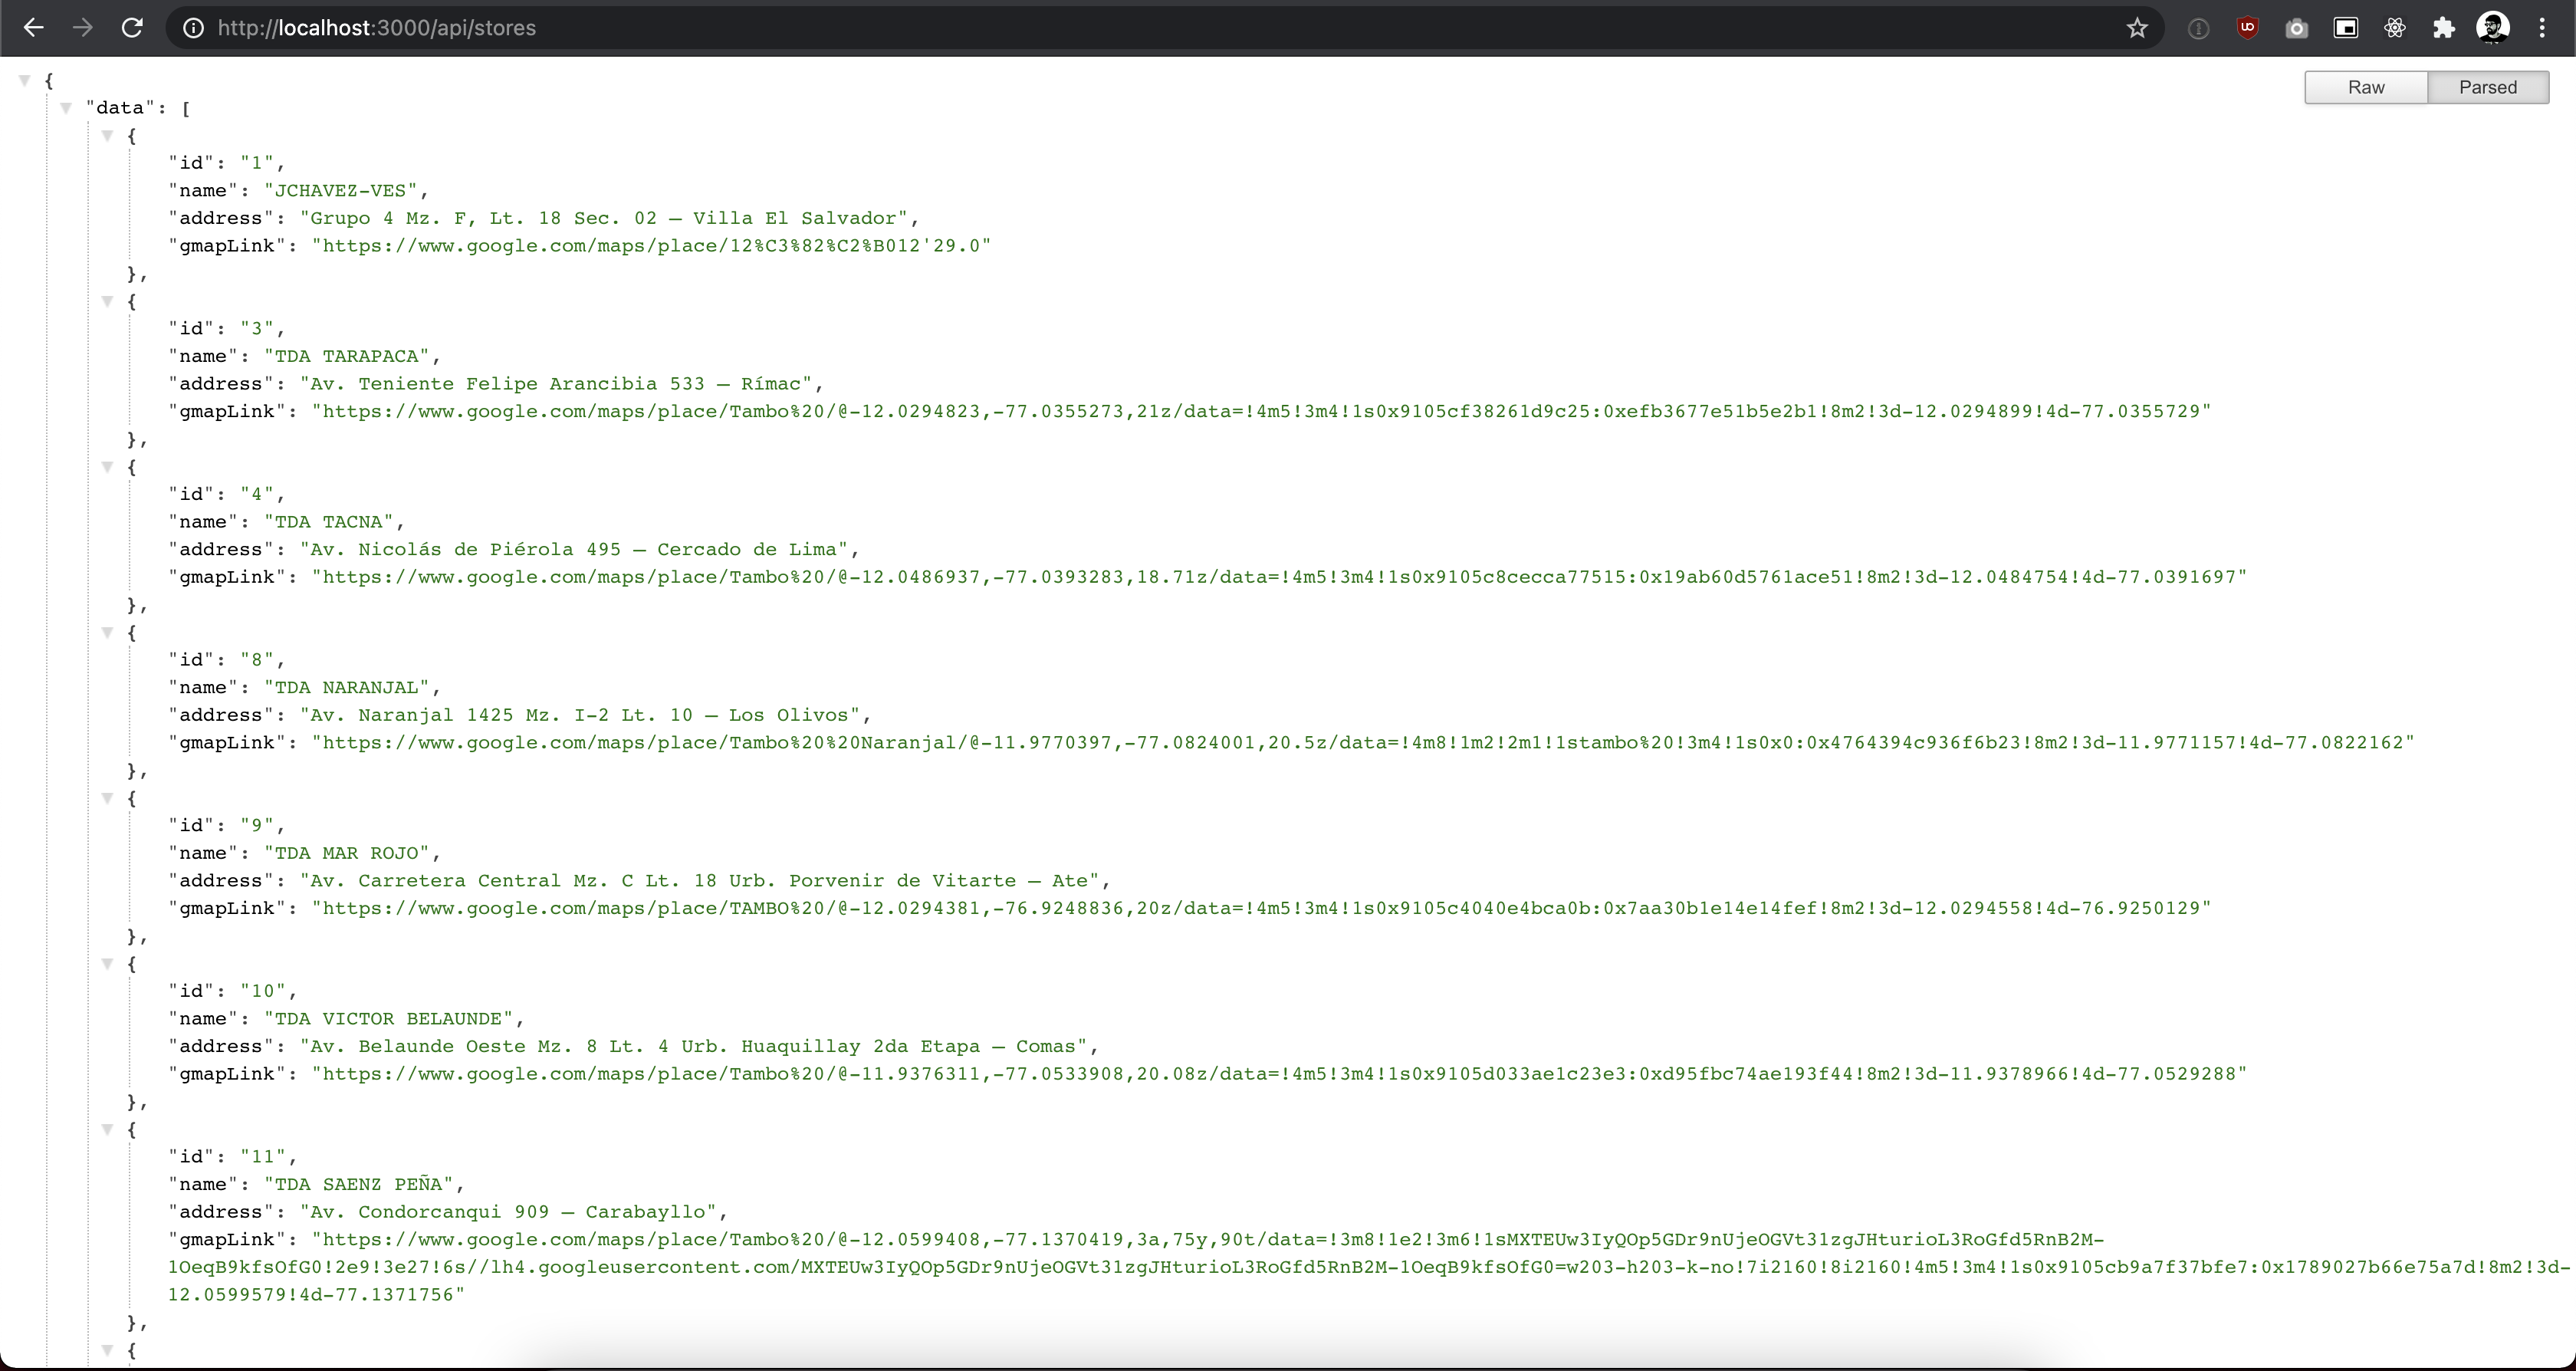 http://localhost:3000/api/stores
Raw Parsed
{
"data": [
{
"id": "1",
"name": "JCHAVEZ-VES",
"address": "Grupo 4 Mz. F, Lt. 18 Sec. 02 – Villa El Salvador",
"gmapLink": "https://www.google.com/maps/place/12%C3%82%C2%B012'29.0"
},
{
"id": "3",
"name": "TDA TARAPACA",
"address": "Av. Teniente Felipe Arancibia 533 – Rímac",
"gmapLink": "https://www.google.com/maps/place/Tambo%20/@-12.0294823,-77.0355273,21z/data=!4m5!3m4!1s0x9105cf38261d9c25:0xefb3677e51b5e2b1!8m2!3d-12.0294899!4d-77.0355729"
},
{
"id": "4",
"name": "TDA TACNA",
"address": "Av. Nicolás de Piérola 495 – Cercado de Lima",
"gmapLink": "https://www.google.com/maps/place/Tambo%20/@-12.0486937,-77.0393283,18.71z/data=!4m5!3m4!1s0x9105c8cecca77515:0x19ab60d5761ace51!8m2!3d-12.0484754!4d-77.0391697"
},
{
"id": "8",
"name": "TDA NARANJAL",
"address": "Av. Naranjal 1425 Mz. I-2 Lt. 10 – Los Olivos",
"gmapLink": "https://www.google.com/maps/place/Tambo%20%20Naranjal/@-11.9770397,-77.0824001,20.5z/data=!4m8!1m2!2m1!1stambo%20!3m4!1s0x0:0x4764394c936f6b23!8m2!3d-11.9771157!4d-77.0822162"
},
{
"id": "9",
"name": "TDA MAR ROJO",
"address": "Av. Carretera Central Mz. C Lt. 18 Urb. Porvenir de Vitarte – Ate",
"gmapLink": "https://www.google.com/maps/place/TAMBO%20/@-12.0294381,-76.9248836,20z/data=!4m5!3m4!1s0x9105c4040e4bca0b:0x7aa30b1e14e14fef!8m2!3d-12.0294558!4d-76.9250129"
},
{
"id": "10",
"name": "TDA VICTOR BELAUNDE",
"address": "Av. Belaunde Oeste Mz. 8 Lt. 4 Urb. Huaquillay 2da Etapa – Comas",
"gmapLink": "https://www.google.com/maps/place/Tambo%20/@-11.9376311,-77.0533908,20.08z/data=!4m5!3m4!1s0x9105d033ae1c23e3:0xd95fbc74ae193f44!8m2!3d-11.9378966!4d-77.0529288"
},
{
"id": "11",
"name": "TDA SAENZ PEÑA",
"address": "Av. Condorcanqui 909 – Carabayllo",
"gmapLink": "https://www.google.com/maps/place/Tambo%20/@-12.0599408,-77.1370419,3a,75y,90t/data=!3m8!1e2!3m6!1sMXTEUw3IyQOp5GDr9nUjeOGVt31zgJHturioL3RoGfd5RnB2M-
1OeqB9kfsOfG0!2e9!3e27!6s//lh4.googleusercontent.com/MXTEUw3IyQOp5GDr9nUjeOGVt31zgJHturioL3RoGfd5RnB2M-1OeqB9kfsOfG0=w203-h203-k-no!7i2160!8i2160!4m5!3m4!1s0x9105cb9a7f37bfe7:0x1789027b66e75a7d!8m2!3d-
12.0599579!4d-77.1371756"
},
{